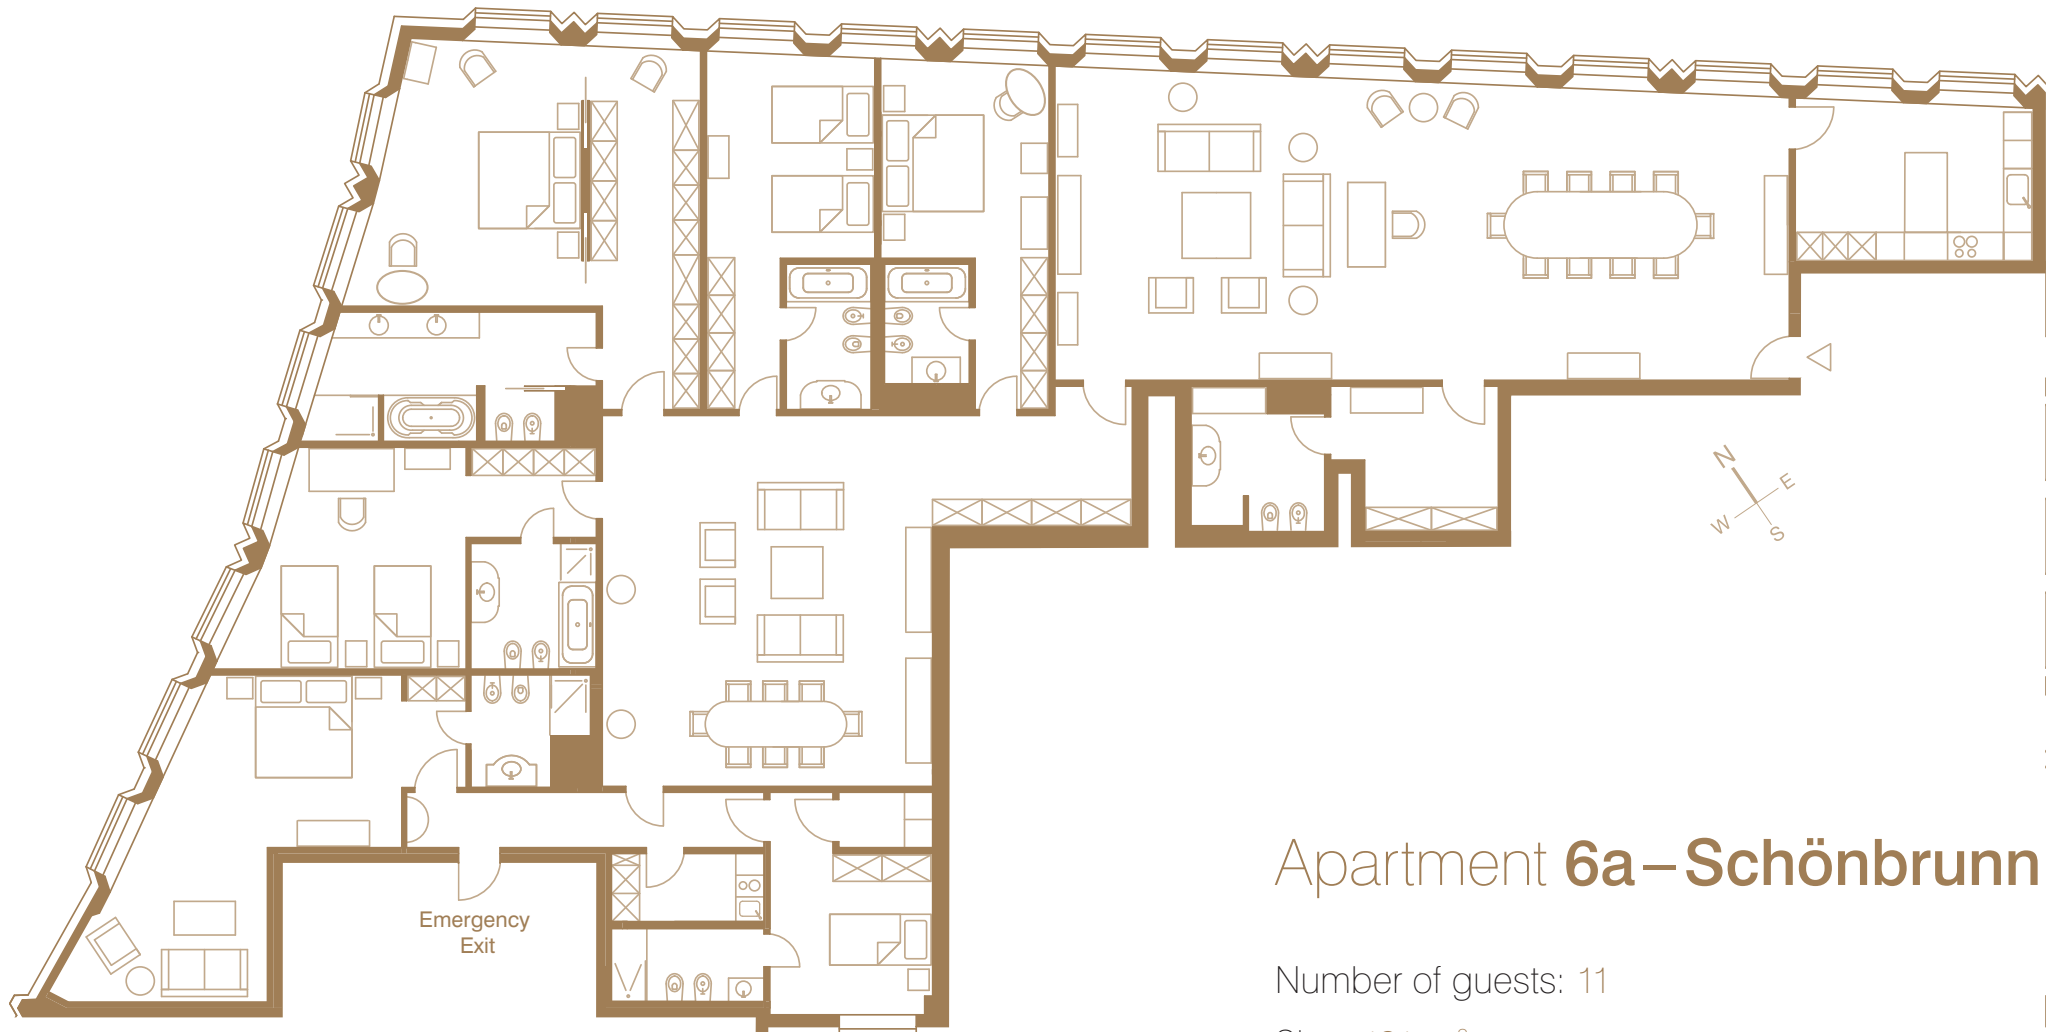 N
E
W
S
Apartment 6a – Schönbrunn
Emergency
Exit
Number of guests: 11